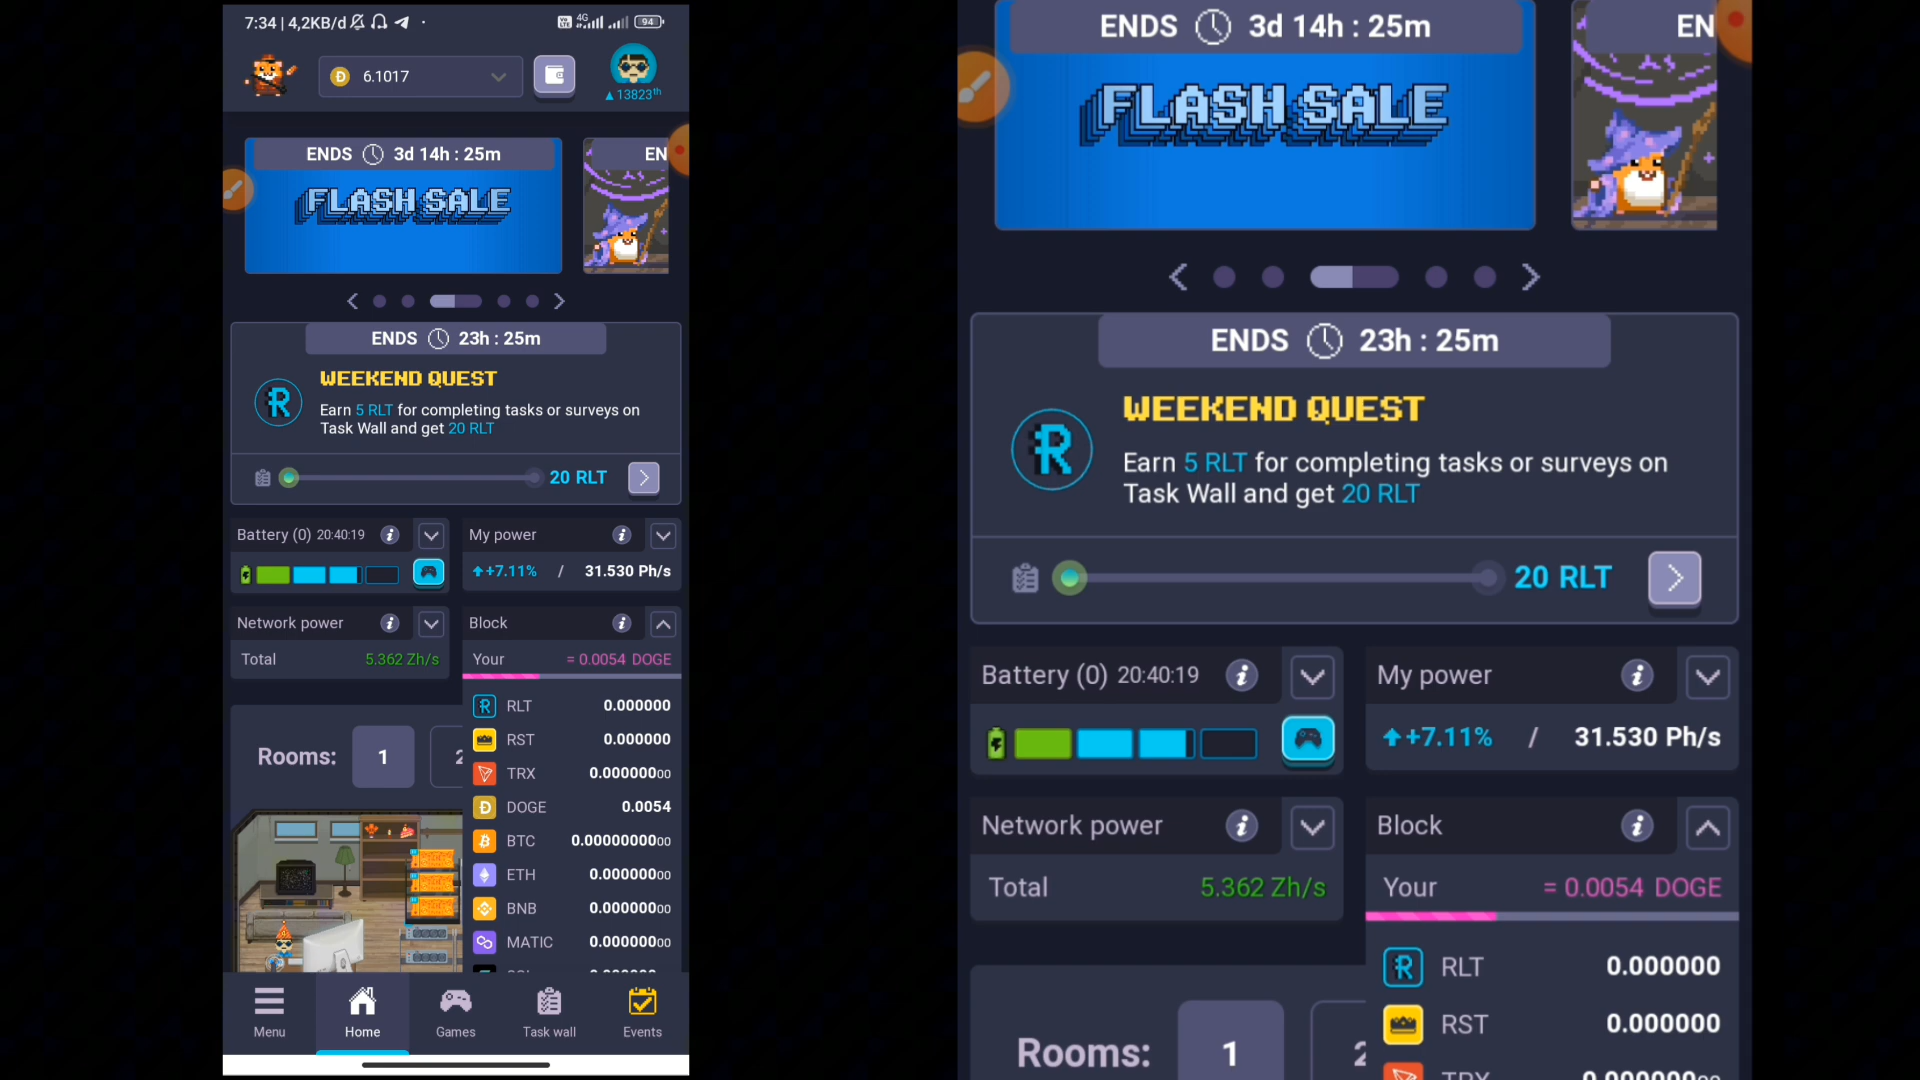 7:34 | 4,2KB/d
4G
94
6.1017
13823th
ENDS 3d 14h : 25m
EN
FLASH SALE
ENDS 23h : 25m
WEEKEND QUEST
Earn 5 RLT for completing tasks or surveys on
Task Wall and get 20 RLT
20 RLT
Battery (0) 20:40:19
My power
+7.11% / 31.530 Ph/s
Network power
Block
Total 5.362 Zh/s
Your = 0.0054 DOGE
RLT 0.000000
RST 0.000000
Rooms: 1 2
TRX 0.00000000
DOGE 0.0054
BTC 0.0000000000
ETH 0.00000000
BNB 0.00000000
MATIC 0.00000000
Menu
Home
Games
Task wall
Events
ENDS 3d 14h : 25m
EN
FLASH SALE
ENDS 23h : 25m
WEEKEND QUEST
Earn 5 RLT for completing tasks or surveys on
Task Wall and get 20 RLT
20 RLT
Battery (0) 20:40:19
My power
+7.11% / 31.530 Ph/s
Network power
Block
Total 5.362 Zh/s
Your = 0.0054 DOGE
RLT 0.000000
RST 0.000000
Rooms: 1 2
TRX